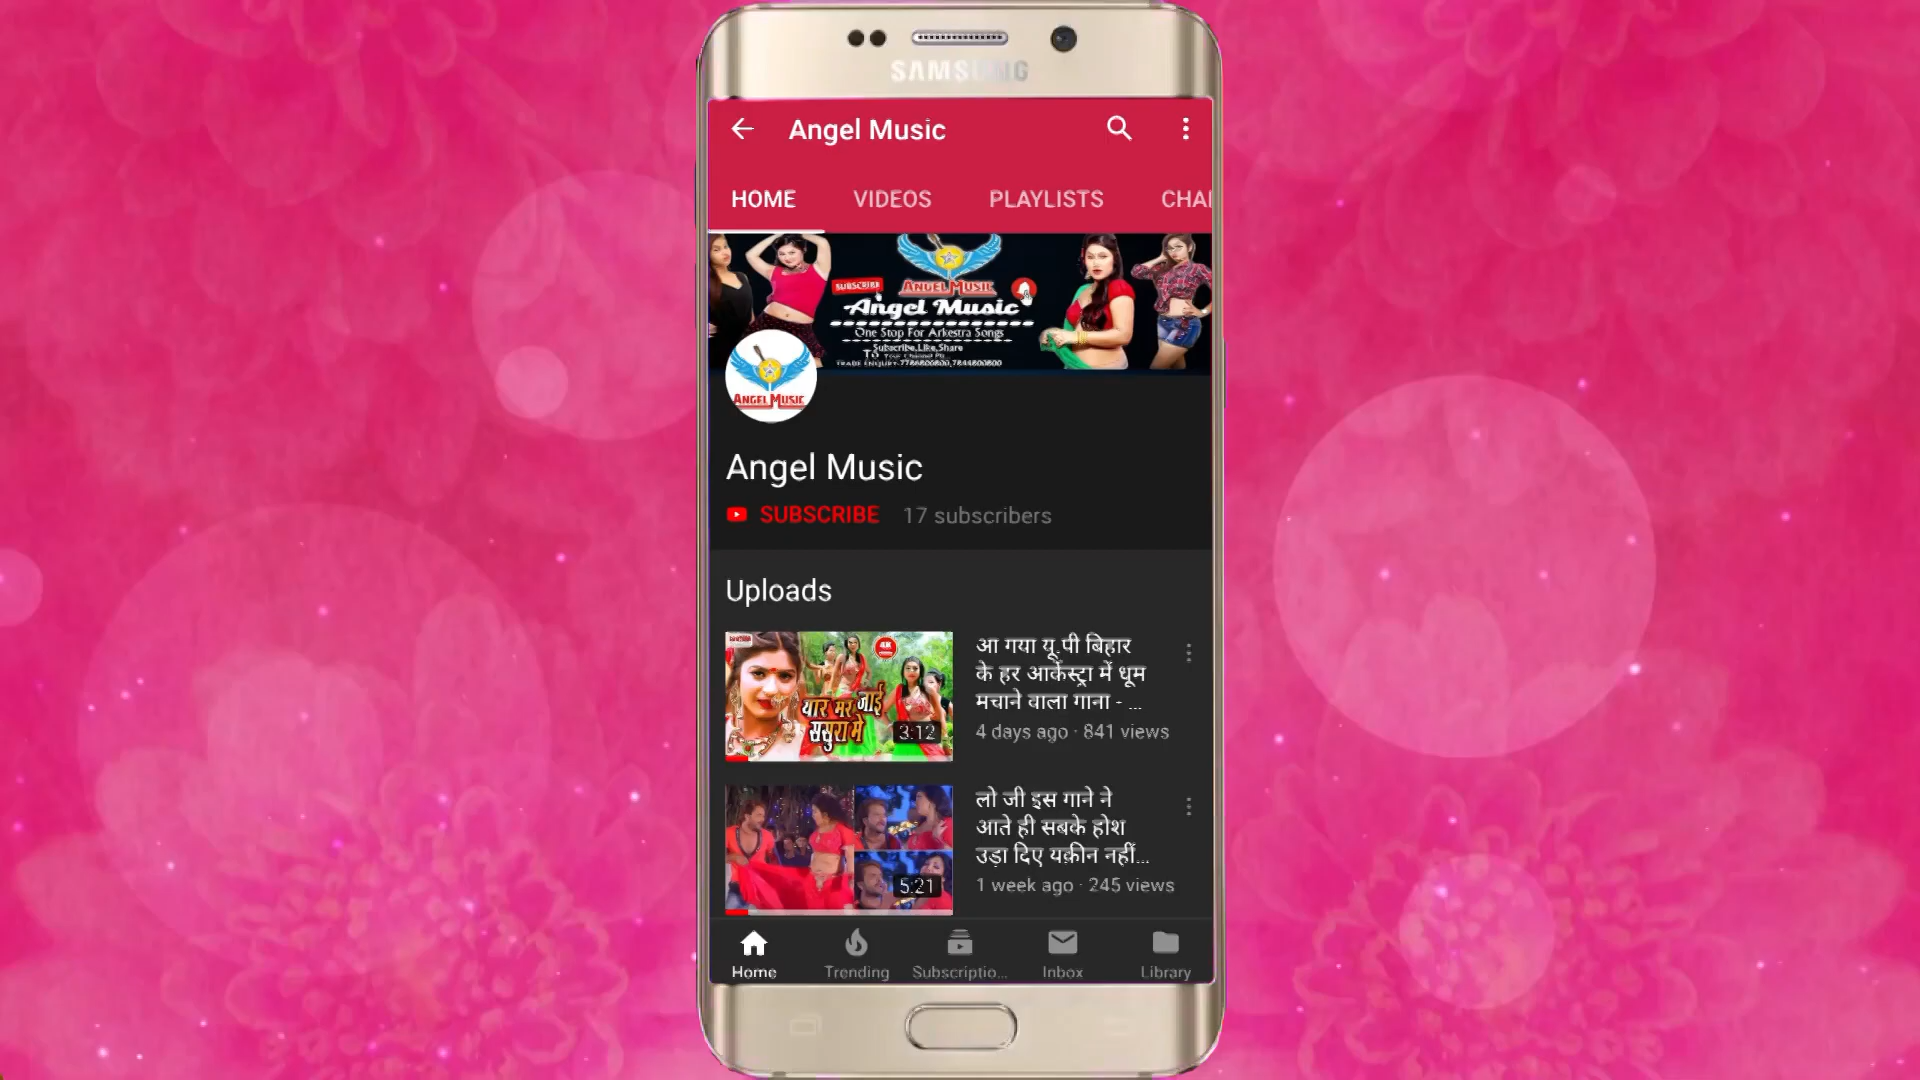 SAMSUNG
Angel Music
HOME VIDEOS PLAYLISTS CHA
SUBSCRIBE
ANGEL MUSIC
Angel Music
One Stop For Arkestra Songs
Subscribe,Like,Share
ANGEL MUSIC
Angel Music
SUBSCRIBE 17 subscribers
Uploads
यार मर जाई
ससुरा मे
3:12
आ गया यू.पी बिहार
के हर आर्केस्ट्रा में धूम
मचाने वाला गाना - ...
4 days ago · 841 views
5:21
लो जी इस गाने ने
आते ही सबके होश
उड़ा दिए यक़ीन नहीं...
1 week ago · 245 views
Home Trending Subscriptio... Inbox Library